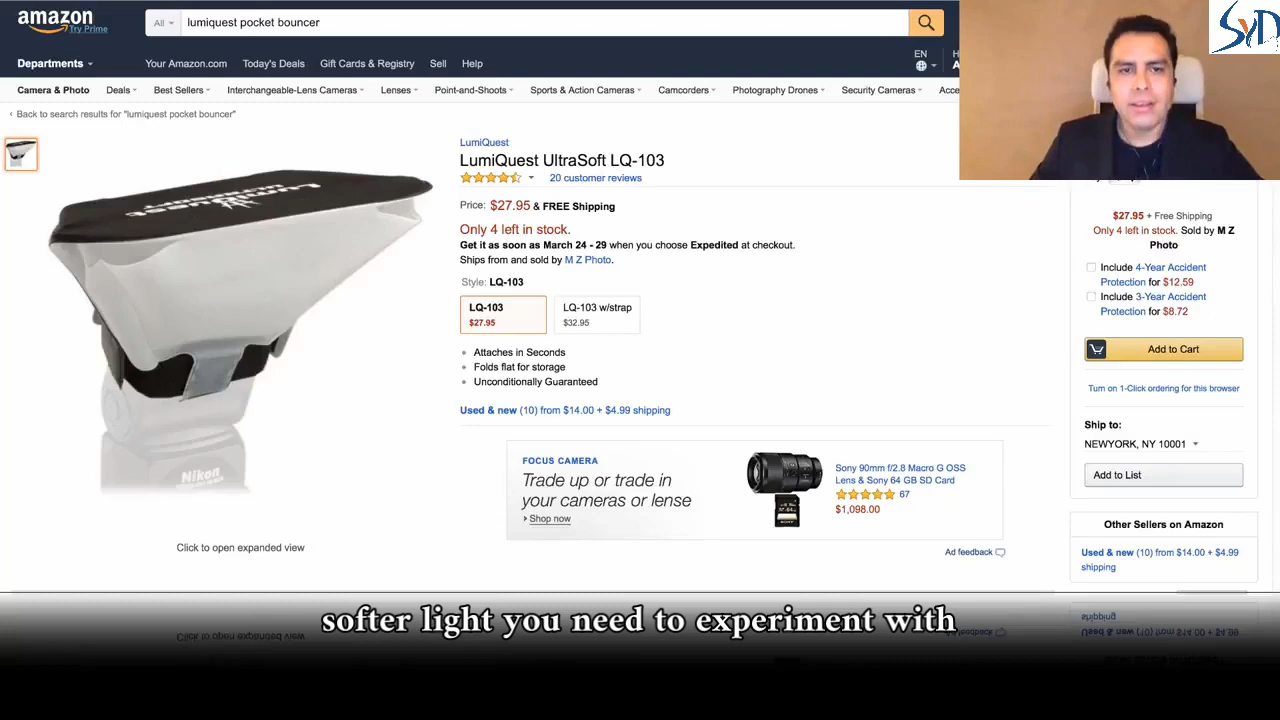 amazon
Try Prime
All
lumiquest pocket bouncer
SyD
Departments
Your Amazon.com
Today's Deals
Gift Cards & Registry
Sell
Help
EN
Camera & Photo
Deals
Best Sellers
Interchangeable-Lens Cameras
Lenses
Point-and-Shoots
Sports & Action Cameras
Camcorders
Photography Drones
Security Cameras
‹ Back to search results for "lumiquest pocket bouncer"
LumiQuest
LumiQuest UltraSoft LQ-103
20 customer reviews
Price: $27.95 & FREE Shipping
Only 4 left in stock.
Get it as soon as March 24 - 29 when you choose Expedited at checkout.
Ships from and sold by M Z Photo.
Style: LQ-103
LQ-103
$27.95
LQ-103 w/strap
$32.95
Attaches in Seconds
Folds flat for storage
Unconditionally Guaranteed
Used & new (10) from $14.00 + $4.99 shipping
LumiQuest
ULTRASOFT
Nikon
Click to open expanded view
FOCUS CAMERA
Trade up or trade in
your cameras or lense
Shop now
Sony 90mm f/2.8 Macro G OSS
Lens & Sony 64 GB SD Card
67
$1,098.00
Ad feedback
$27.95 + Free Shipping
Only 4 left in stock. Sold by M Z
Photo
Include 4-Year Accident
Protection for $12.59
Include 3-Year Accident
Protection for $8.72
Add to Cart
Turn on 1-Click ordering for this browser
Ship to:
NEWYORK, NY 10001
Add to List
Other Sellers on Amazon
Used & new (10) from $14.00 + $4.99
shipping
softer light you need to experiment with